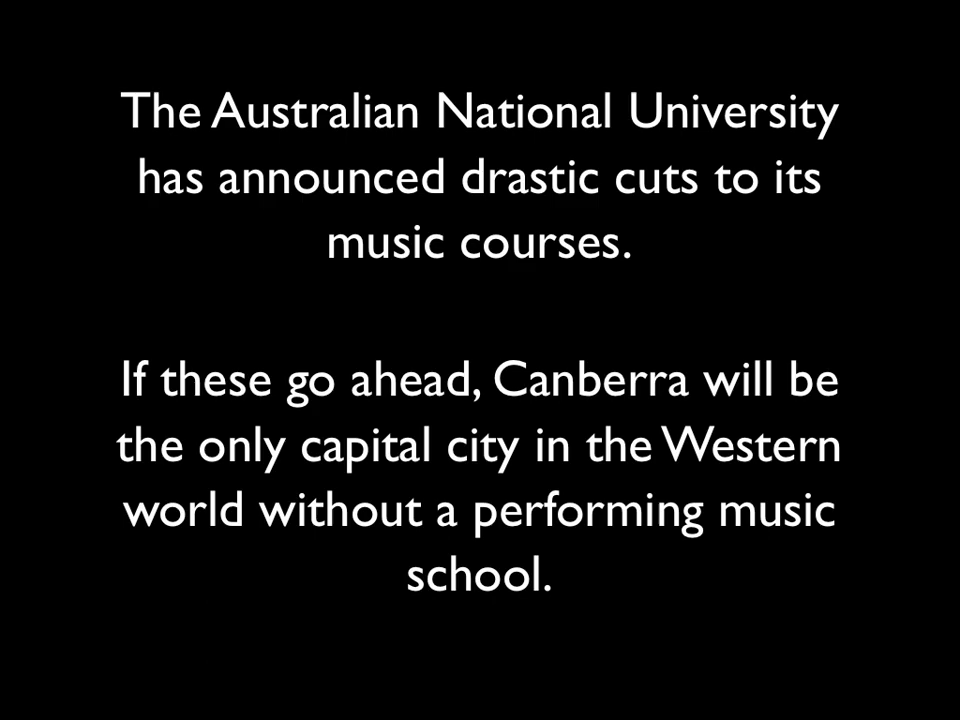 The Australian National University
has announced drastic cuts to its
music courses.
If these go ahead, Canberra will be
the only capital city in the Western
world without a performing music
school.